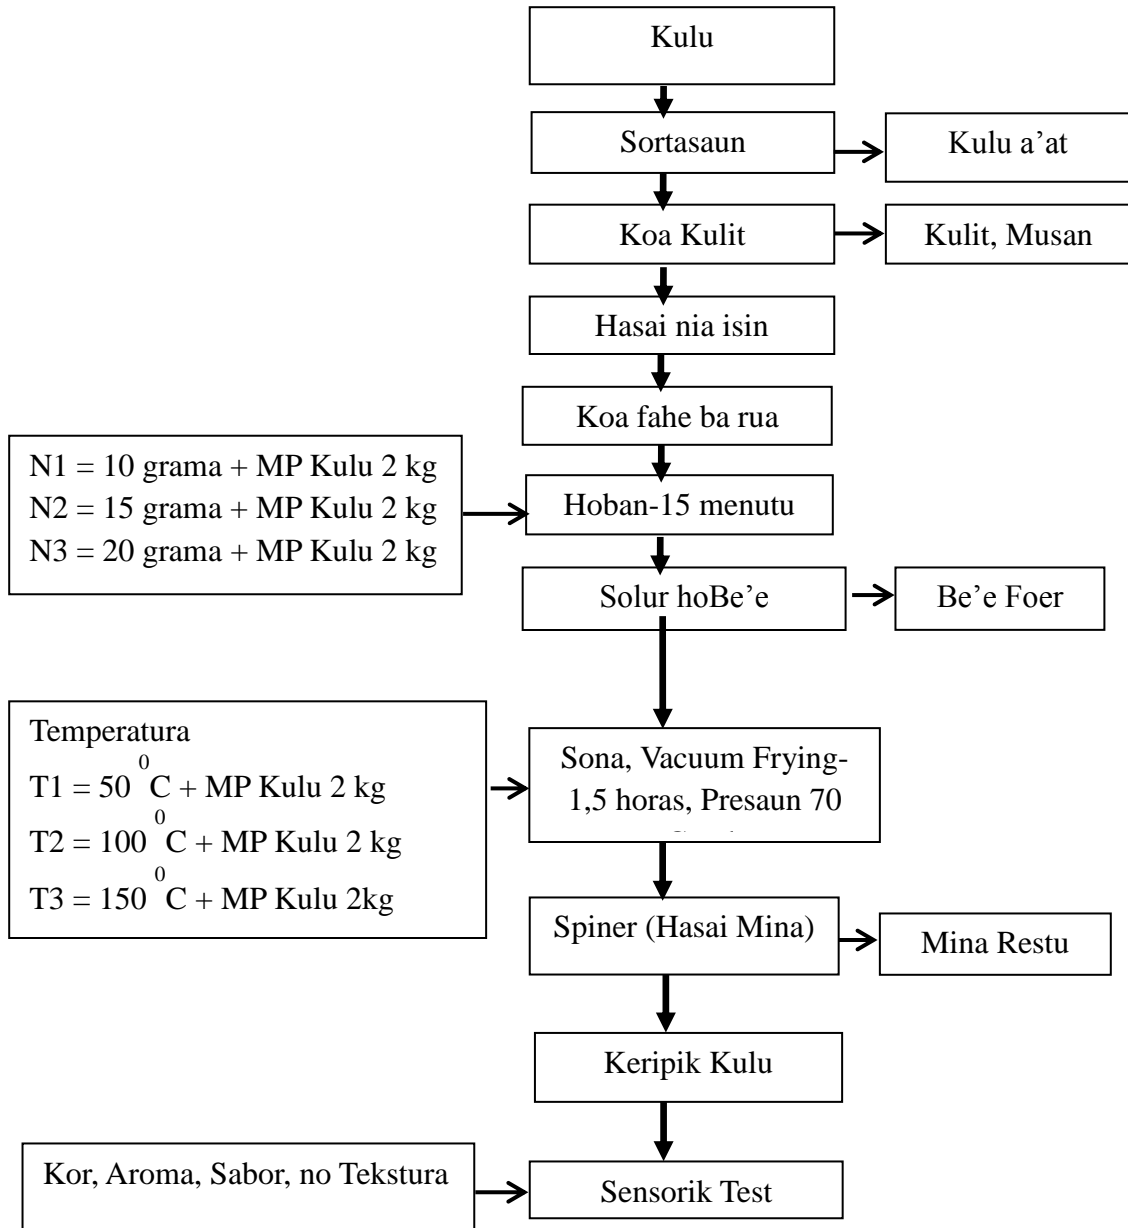 Kulu
Sortasaun
Kulu a’at
Koa Kulit
Kulit, Musan
Hasai nia isin
Koa fahe ba rua
N1 = 10 grama + MP Kulu 2 kg
N2 = 15 grama + MP Kulu 2 kg
N3 = 20 grama + MP Kulu 2 kg
Hoban-15 menutu
Solur hoBe’e
Be’e Foer
Temperatura
T1 = 50 ⁰C + MP Kulu 2 kg
T2 = 100 ⁰C + MP Kulu 2 kg
T3 = 150 ⁰C + MP Kulu 2kg
Sona, Vacuum Frying-
1,5 horas, Presaun 70
Spiner (Hasai Mina)
Mina Restu
Keripik Kulu
Kor, Aroma, Sabor, no Tekstura
Sensorik Test